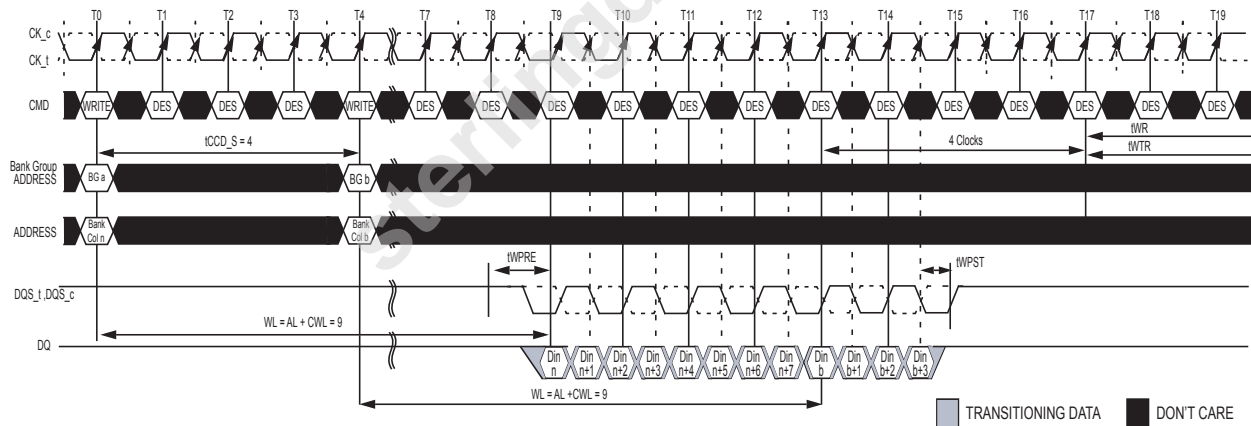 T0 T1 T2 T3 T4 T7 T8 T9 T10 T11 T12 T13 T14 T15 T16 T17 T18 T19
CK_c
CK_t
CMD WRITE DES DES DES WRITE DES DES DES DES DES DES DES DES DES DES DES DES DES
tCCD_S = 4
4 Clocks
tWR
tWTR
Bank Group
ADDRESS
BG a
BG b
ADDRESS
Bank
Col n
Bank
Col b
tWPRE
tWPST
DQS_t ,DQS_c
WL = AL + CWL = 9
DQ
Din
n
Din
n+1
Din
n+2
Din
n+3
Din
n+4
Din
n+5
Din
n+6
Din
n+7
Din
b
Din
b+1
Din
b+2
Din
b+3
WL = AL +CWL = 9
TRANSITIONING DATA
DON'T CARE